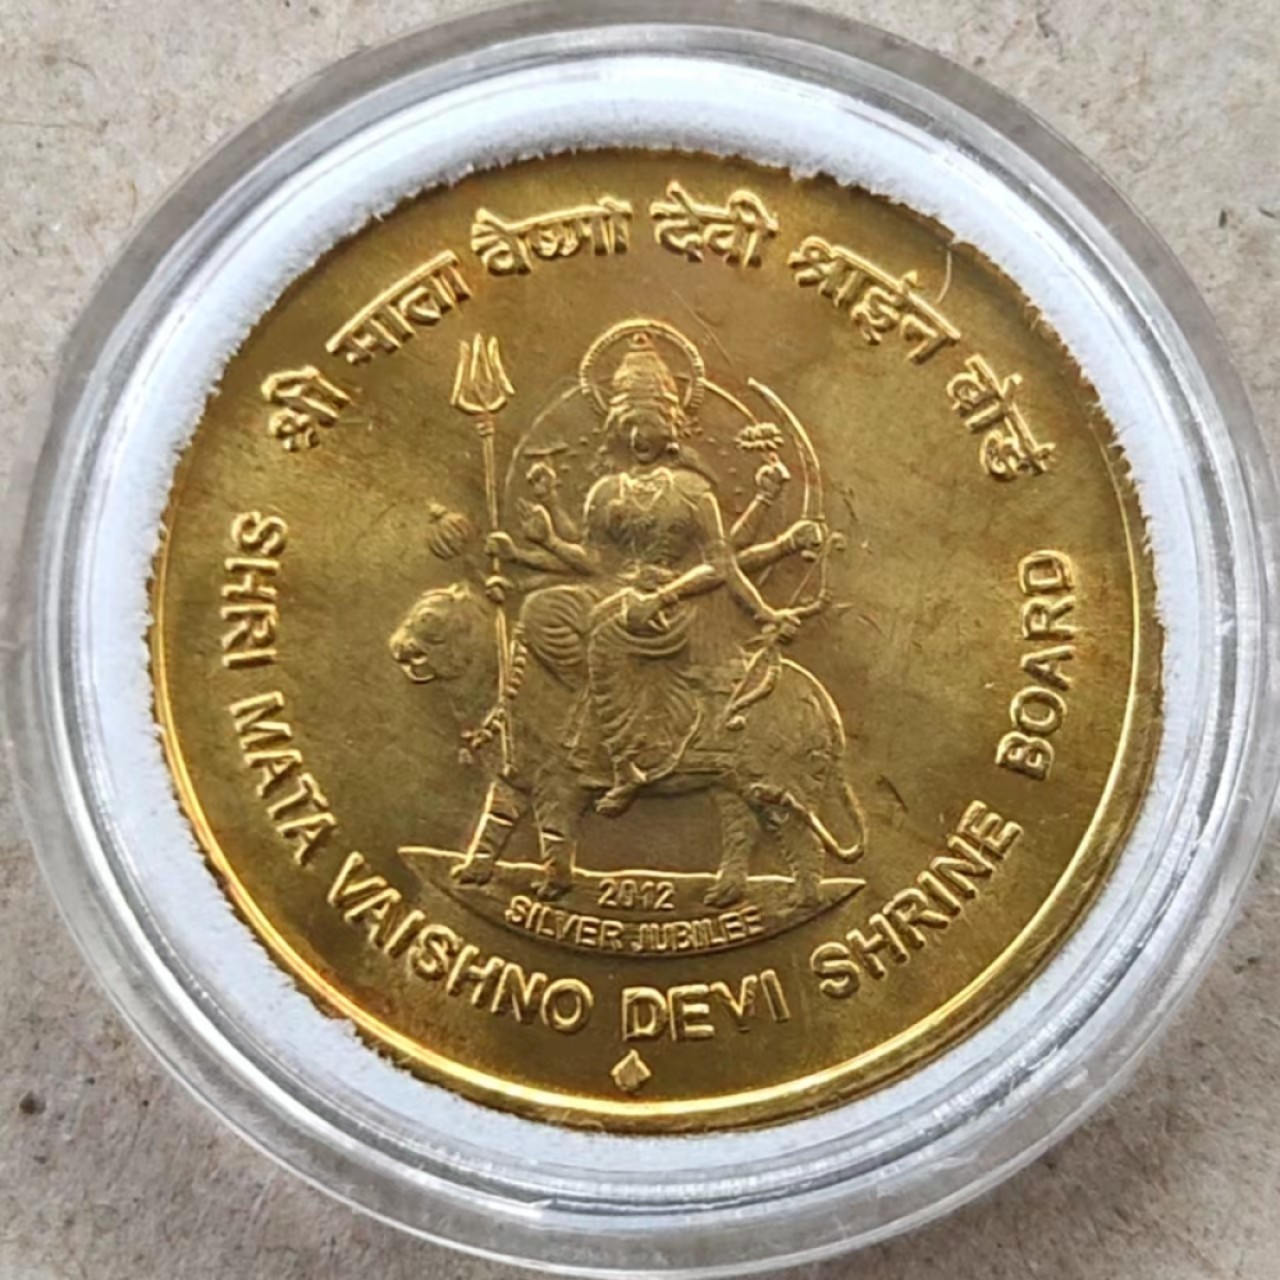 श्री माता वैष्णो देवी श्राईन बोर्ड
SHRI MATA VAISHNO DEVI SHRINE BOARD
2012
SILVER JUBILEE